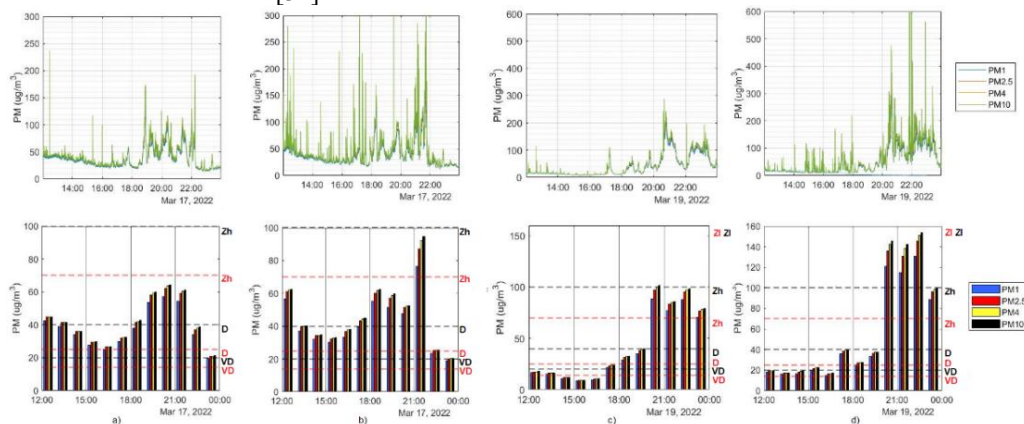 300
250
200
150
100
50
0
PM (ug/m³)
14:00 16:00 18:00 20:00 22:00
Mar 17, 2022
300
250
200
150
100
50
0
PM (ug/m³)
14:00 16:00 18:00 20:00 22:00
Mar 17, 2022
600
500
400
300
200
100
0
PM (ug/m³)
14:00 16:00 18:00 20:00 22:00
Mar 19, 2022
600
500
400
300
200
100
0
PM (ug/m³)
14:00 16:00 18:00 20:00 22:00
Mar 19, 2022
PM1
PM2.5
PM4
PM10
100
80
60
40
20
0
PM (ug/m³)
Zh
Zh
D
D
VD
VD
12:00 15:00 18:00 21:00 00:00
Mar 17, 2022
a)
100
80
60
40
20
0
PM (ug/m³)
Zh
Zh
D
D
VD
VD
12:00 15:00 18:00 21:00 00:00
Mar 17, 2022
b)
150
100
50
0
PM (ug/m³)
Zl Zl
Zh
Zh
D
D
VD
VD
12:00 15:00 18:00 21:00 00:00
Mar 19, 2022
c)
160
140
120
100
80
60
40
20
0
PM (ug/m³)
Zl Zl
Zh
Zh
D
D
VD
VD
12:00 15:00 18:00 21:00 00:00
Mar 19, 2022
d)
PM1
PM2.5
PM4
PM10